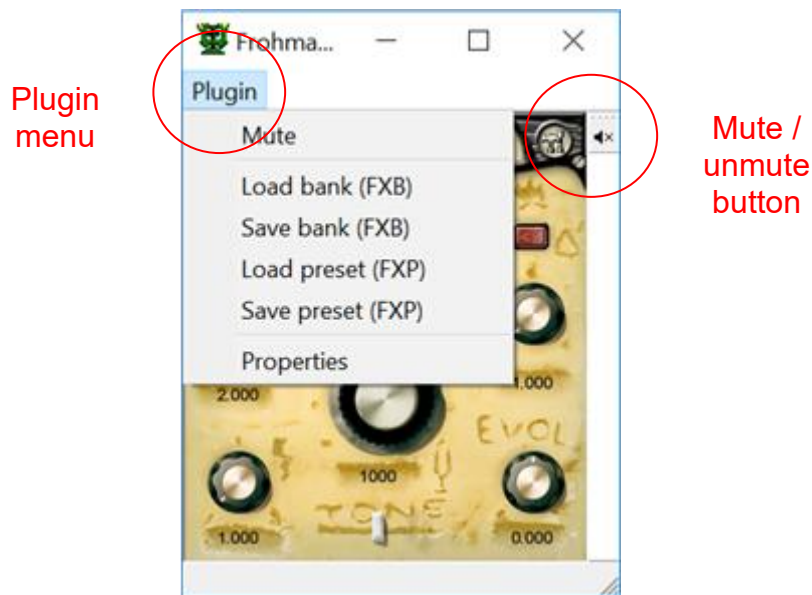 Frohma...
Plugin
Plugin
menu
Mute
Mute /
unmute
button
Load bank (FXB)
Save bank (FXB)
Load preset (FXP)
Save preset (FXP)
Properties
2.000
1.000
EVOL
1000
TONE
1.000
0.000